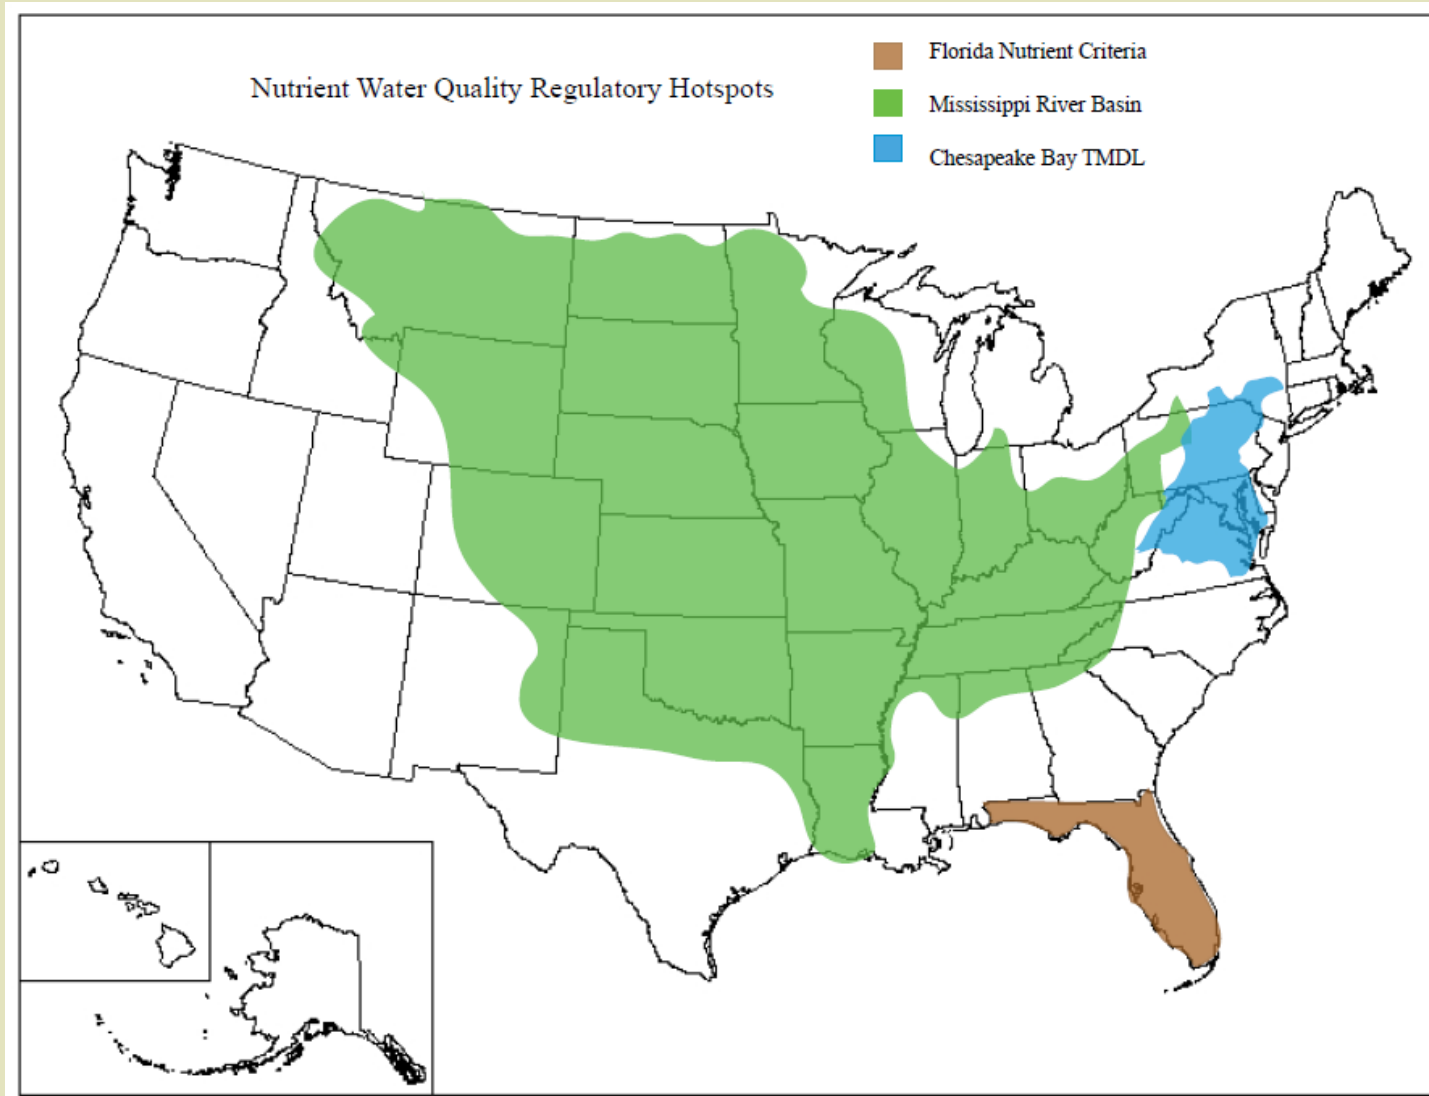 Nutrient Water Quality Regulatory Hotspots
Florida Nutrient Criteria
Mississippi River Basin
Chesapeake Bay TMDL